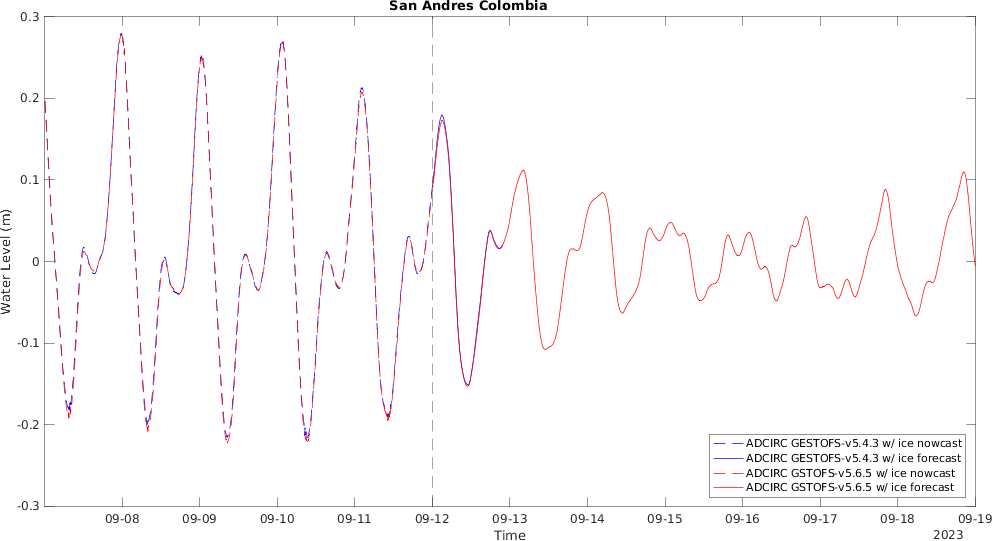 San Andres Colombia
0.3
0.2
0.1
0
-0.1
-0.2
-0.3
Water Level (m)
ADCIRC GESTOFS-v5.4.3 w/ ice nowcast
ADCIRC GESTOFS-v5.4.3 w/ ice forecast
ADCIRC GSTOFS-v5.6.5 w/ ice nowcast
ADCIRC GSTOFS-v5.6.5 w/ ice forecast
09-08 09-09 09-10 09-11 09-12 09-13 09-14 09-15 09-16 09-17 09-18 09-19
Time
2023